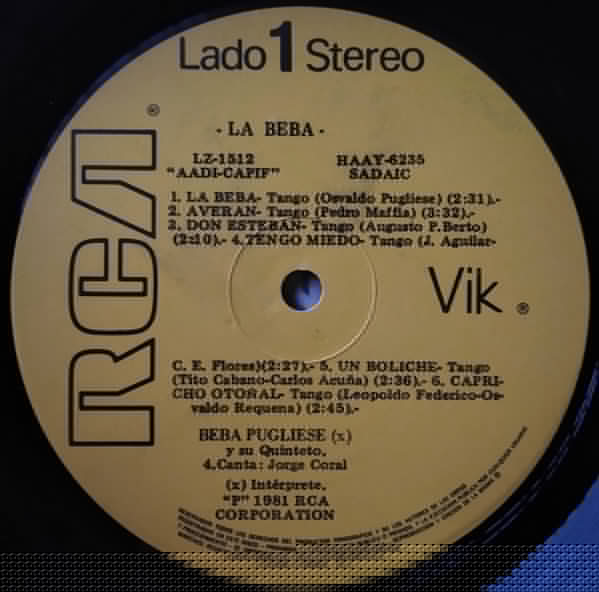 Lado 1 Stereo
RCA ®
- LA BEBA -
LZ-1512 HAAY-6235
"AADI-CAPIF" SADAIC
1. LA BEBA- Tango (Osvaldo Pugliese) (2:31).-
2. AVERAN- Tango (Pedro Maffia) (3:32).-
3. DON ESTEBAN- Tango (Augusto P. Berto)
(2:10).- 4. TENGO MIEDO- Tango (J. Aguilar-
Vik ®
C. E. Flores)(2:27).- 5. UN BOLICHE- Tango
(Tito Cabano-Carlos Acuña) (2:36).- 6. CAPRI-
CHO OTOÑAL- Tango (Leopoldo Federico-Os-
valdo Requena) (2:45).-
BEBA PUGLIESE (x)
y su Quinteto.
4. Canta: Jorge Coral
(x) Intérprete.
"P" 1981 RCA
CORPORATION